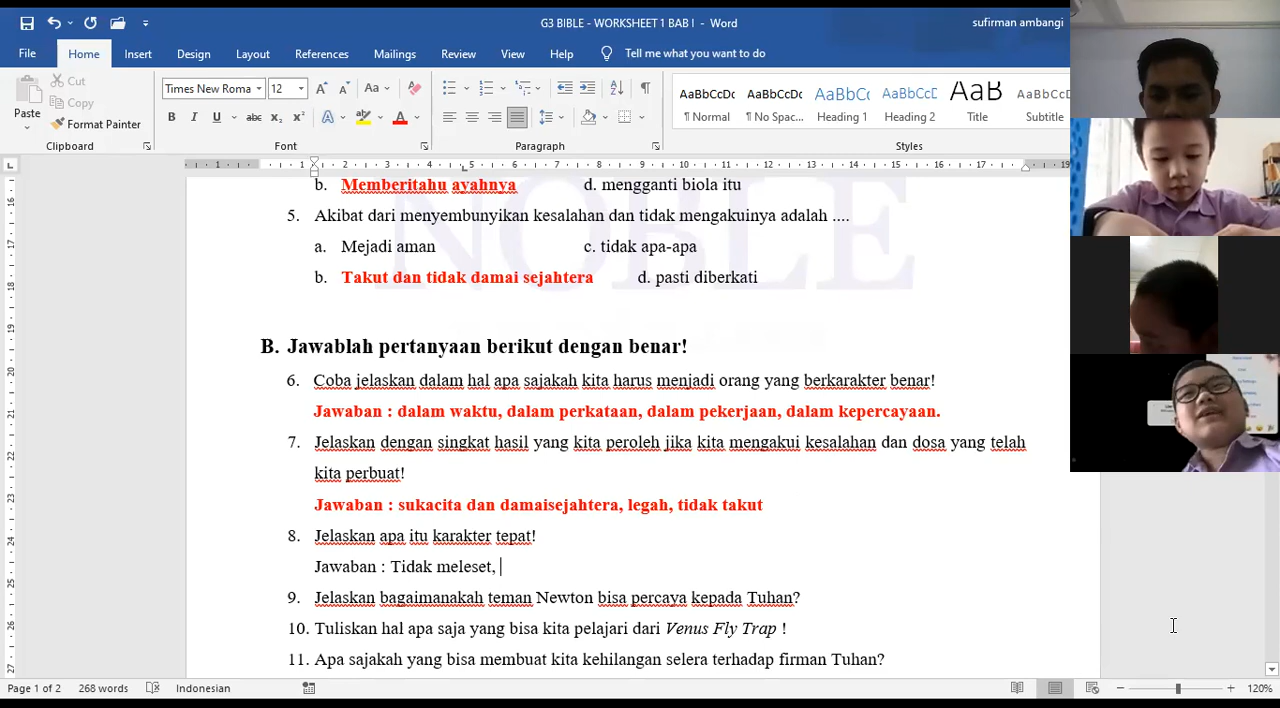 G3 BIBLE - WORKSHEET 1 BAB I - Word
sufirman ambangi
File Home Insert Design Layout References Mailings Review View Help Tell me what you want to do
Cut
Copy
Paste
Format Painter
Clipboard
Times New Roma 12
Font
Paragraph
AaBbCcDc AaBbCcDc AaBbC AaBbCcD AaB AaBbCcD
¶ Normal ¶ No Spac... Heading 1 Heading 2 Title Subtitle
Styles
NOBLE
b. Memberitahu ayahnya d. mengganti biola itu
5. Akibat dari menyembunyikan kesalahan dan tidak mengakuinya adalah ....
a. Mejadi aman c. tidak apa-apa
b. Takut dan tidak damai sejahtera d. pasti diberkati
B. Jawablah pertanyaan berikut dengan benar!
6. Coba jelaskan dalam hal apa sajakah kita harus menjadi orang yang berkarakter benar!
Jawaban : dalam waktu, dalam perkataan, dalam pekerjaan, dalam kepercayaan.
7. Jelaskan dengan singkat hasil yang kita peroleh jika kita mengakui kesalahan dan dosa yang telah
kita perbuat!
Jawaban : sukacita dan damaisejahtera, legah, tidak takut
8. Jelaskan apa itu karakter tepat!
Jawaban : Tidak meleset,
9. Jelaskan bagaimanakah teman Newton bisa percaya kepada Tuhan?
10. Tuliskan hal apa saja yang bisa kita pelajari dari Venus Fly Trap !
11. Apa sajakah yang bisa membuat kita kehilangan selera terhadap firman Tuhan?
Page 1 of 2 268 words Indonesian 120%